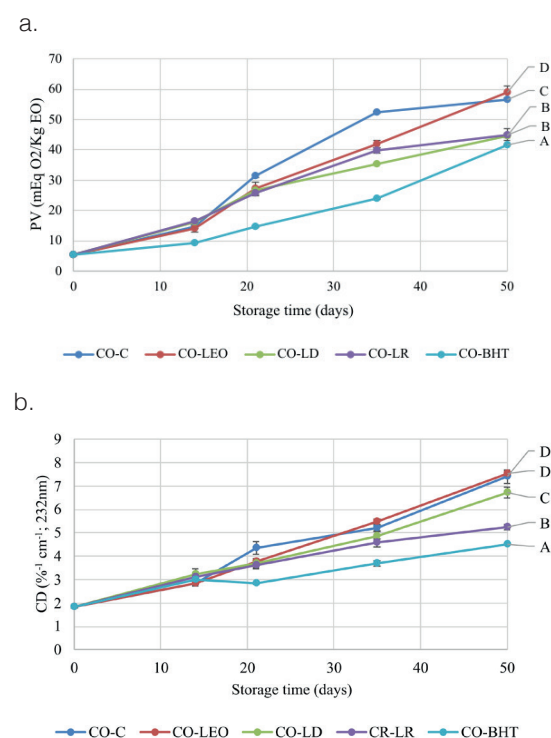 a.
70
60
50
40
30
20
10
0
PV (mEq O2/Kg EO)
D
C
B
B
A
0 10 20 30 40 50
Storage time (days)
CO-C CO-LEO CO-LD CO-LR CO-BHT
b.
9
8
7
6
5
4
3
2
1
0
CD (%⁻¹ cm⁻¹; 232nm)
D
D
C
B
A
0 10 20 30 40 50
Storage time (days)
CO-C CO-LEO CO-LD CR-LR CO-BHT